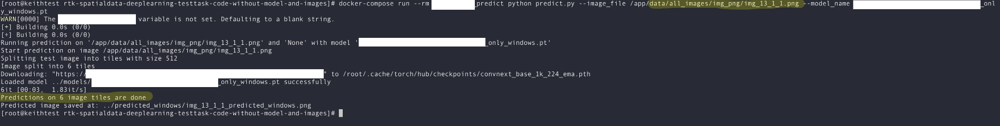 [root@keithtest rtk-spatialdata-deeplearning-testtask-code-without-model-and-images]# docker-compose run --rm _predict python predict.py --image_file /app/data/all_images/img_png/img_13_1_1.png --model_name _onl
y_windows.pt
WARN[0000] The variable is not set. Defaulting to a blank string.
[+] Building 0.0s (0/0)
[+] Building 0.0s (0/0)
Running prediction on '/app/data/all_images/img_png/img_13_1_1.png' and 'None' with model ' _only_windows.pt'
Start prediction on image /app/data/all_images/img_png/img_13_1_1.png
Splitting test image into tiles with size 512
Image split into 6 tiles
Downloading: "https:/ " to /root/.cache/torch/hub/checkpoints/convnext_base_1k_224_ema.pth
Loaded model ../models/ _only_windows.pt successfully
6it [00:03, 1.83it/s]
Predictions on 6 image tiles are done
Predicted image saved at: ../predicted_windows/img_13_1_1_predicted_windows.png
[root@keithtest rtk-spatialdata-deeplearning-testtask-code-without-model-and-images]#